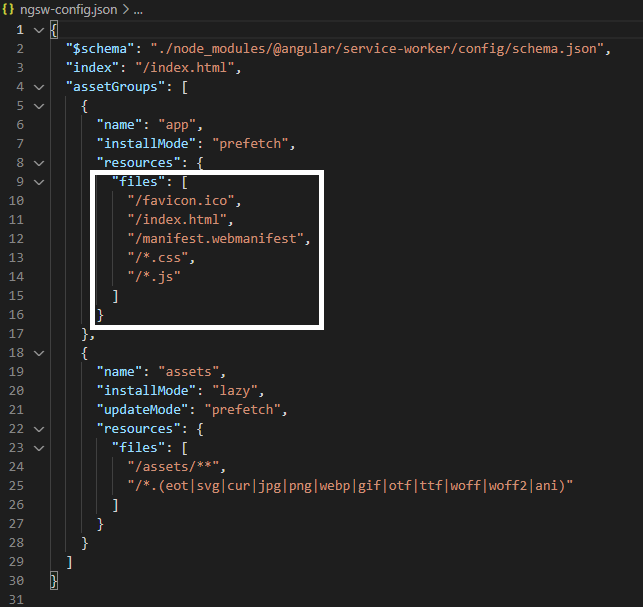 {} ngsw-config.json > ...
1 {
2 "$schema": "./node_modules/@angular/service-worker/config/schema.json",
3 "index": "/index.html",
4 "assetGroups": [
5 {
6 "name": "app",
7 "installMode": "prefetch",
8 "resources": {
9 "files": [
10 "/favicon.ico",
11 "/index.html",
12 "/manifest.webmanifest",
13 "/*.css",
14 "/*.js"
15 ]
16 }
17 },
18 {
19 "name": "assets",
20 "installMode": "lazy",
21 "updateMode": "prefetch",
22 "resources": {
23 "files": [
24 "/assets/**",
25 "/*.(eot|svg|cur|jpg|png|webp|gif|otf|ttf|woff|woff2|ani)"
26 ]
27 }
28 }
29 ]
30 }
31